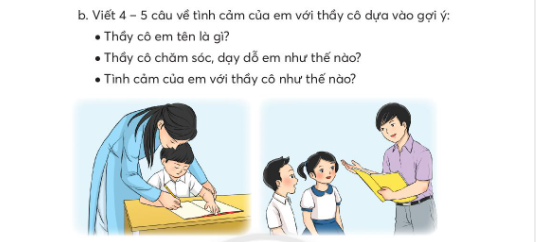 b. Viết 4 – 5 câu về tình cảm của em với thầy cô dựa vào gợi ý:
• Thầy cô em tên là gì?
• Thầy cô chăm sóc, dạy dỗ em như thế nào?
• Tình cảm của em với thầy cô như thế nào?